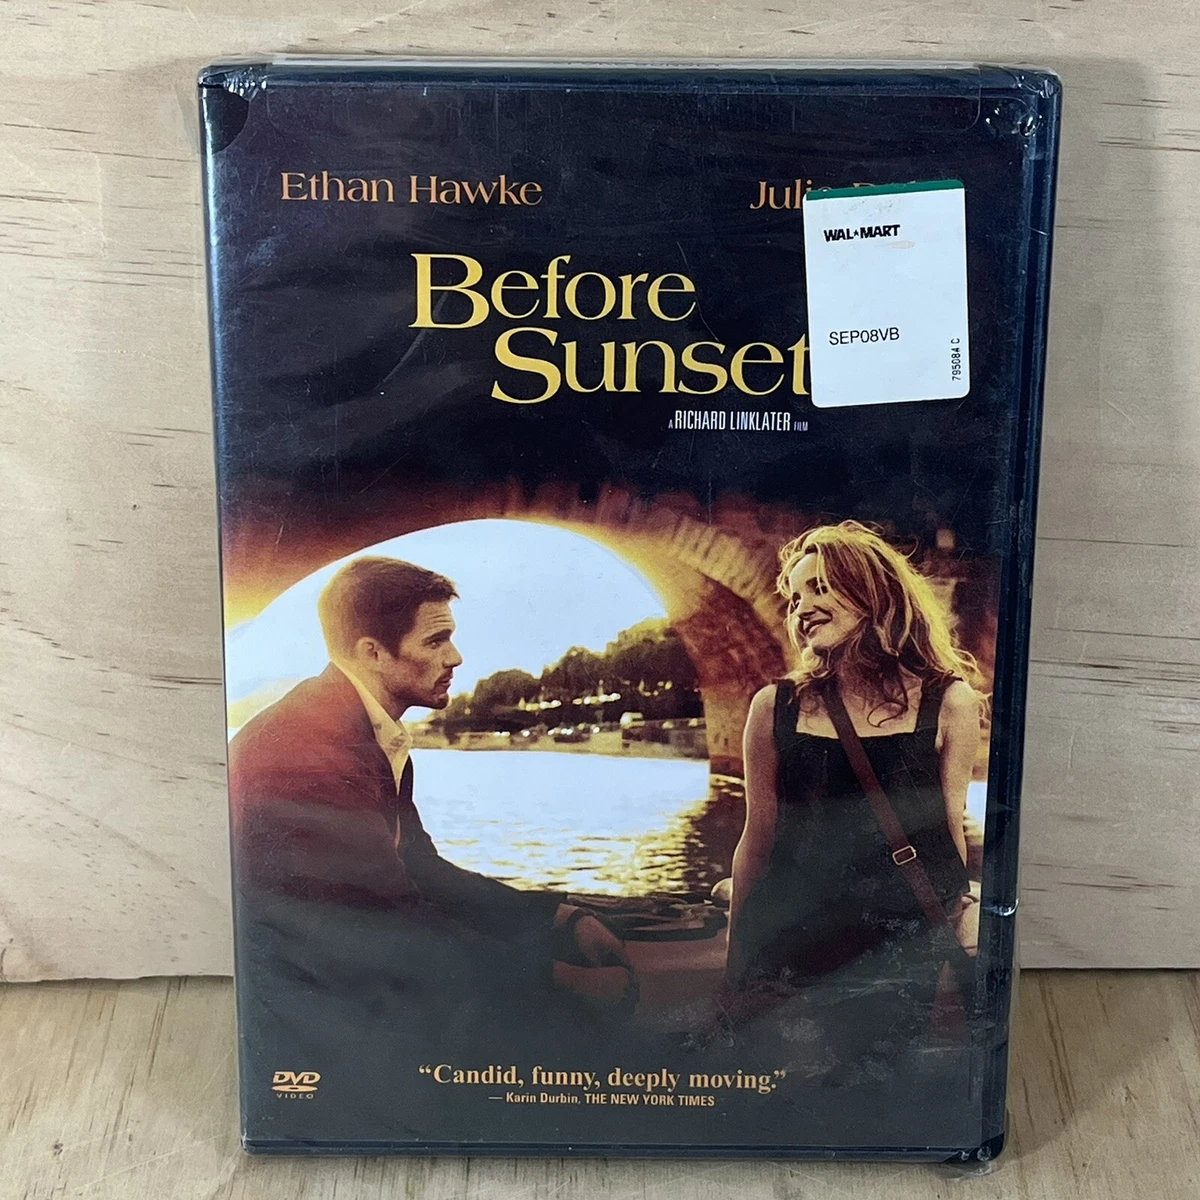 Ethan Hawke
Julie
WAL★MART
Before
Sunset
SEP08VB
795084 C
A RICHARD LINKLATER FILM
DVD
VIDEO
“Candid, funny, deeply moving.”
— Karin Durbin, THE NEW YORK TIMES